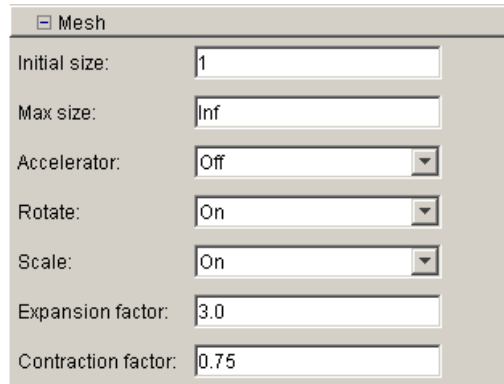 Mesh
Initial size: 1
Max size: Inf
Accelerator: Off
Rotate: On
Scale: On
Expansion factor: 3.0
Contraction factor: 0.75